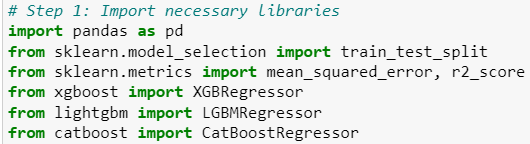 # Step 1: Import necessary libraries
import pandas as pd
from sklearn.model_selection import train_test_split
from sklearn.metrics import mean_squared_error, r2_score
from xgboost import XGBRegressor
from lightgbm import LGBMRegressor
from catboost import CatBoostRegressor